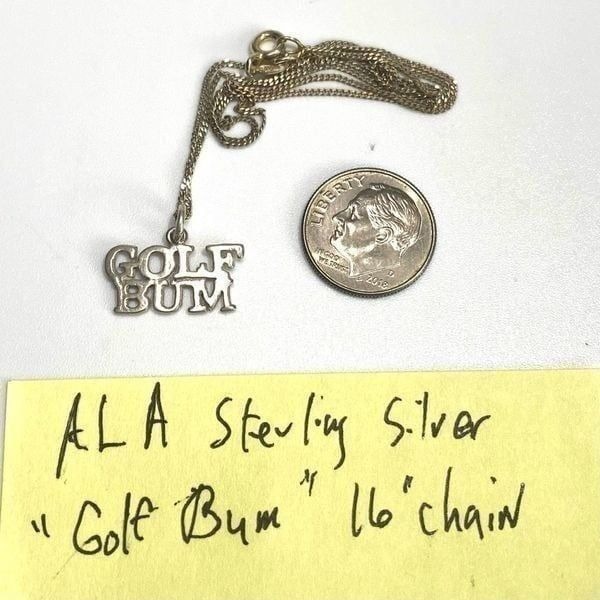 GOLF
BUM
LIBERTY
IN GOD
WE TRUST
D
2018
ALA Sterling Silver
"Golf Bum" 16" chain